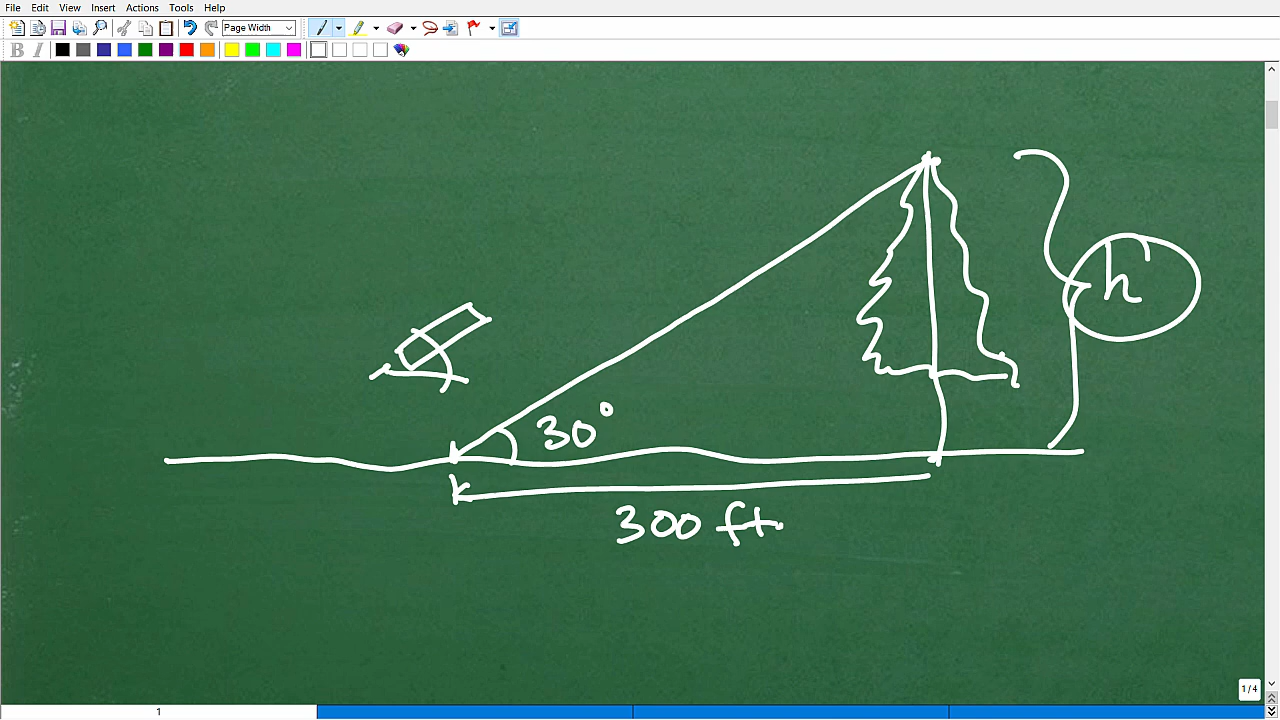 File Edit View Insert Actions Tools Help
Page Width
B I
h
30°
300 ft.
1/4
1